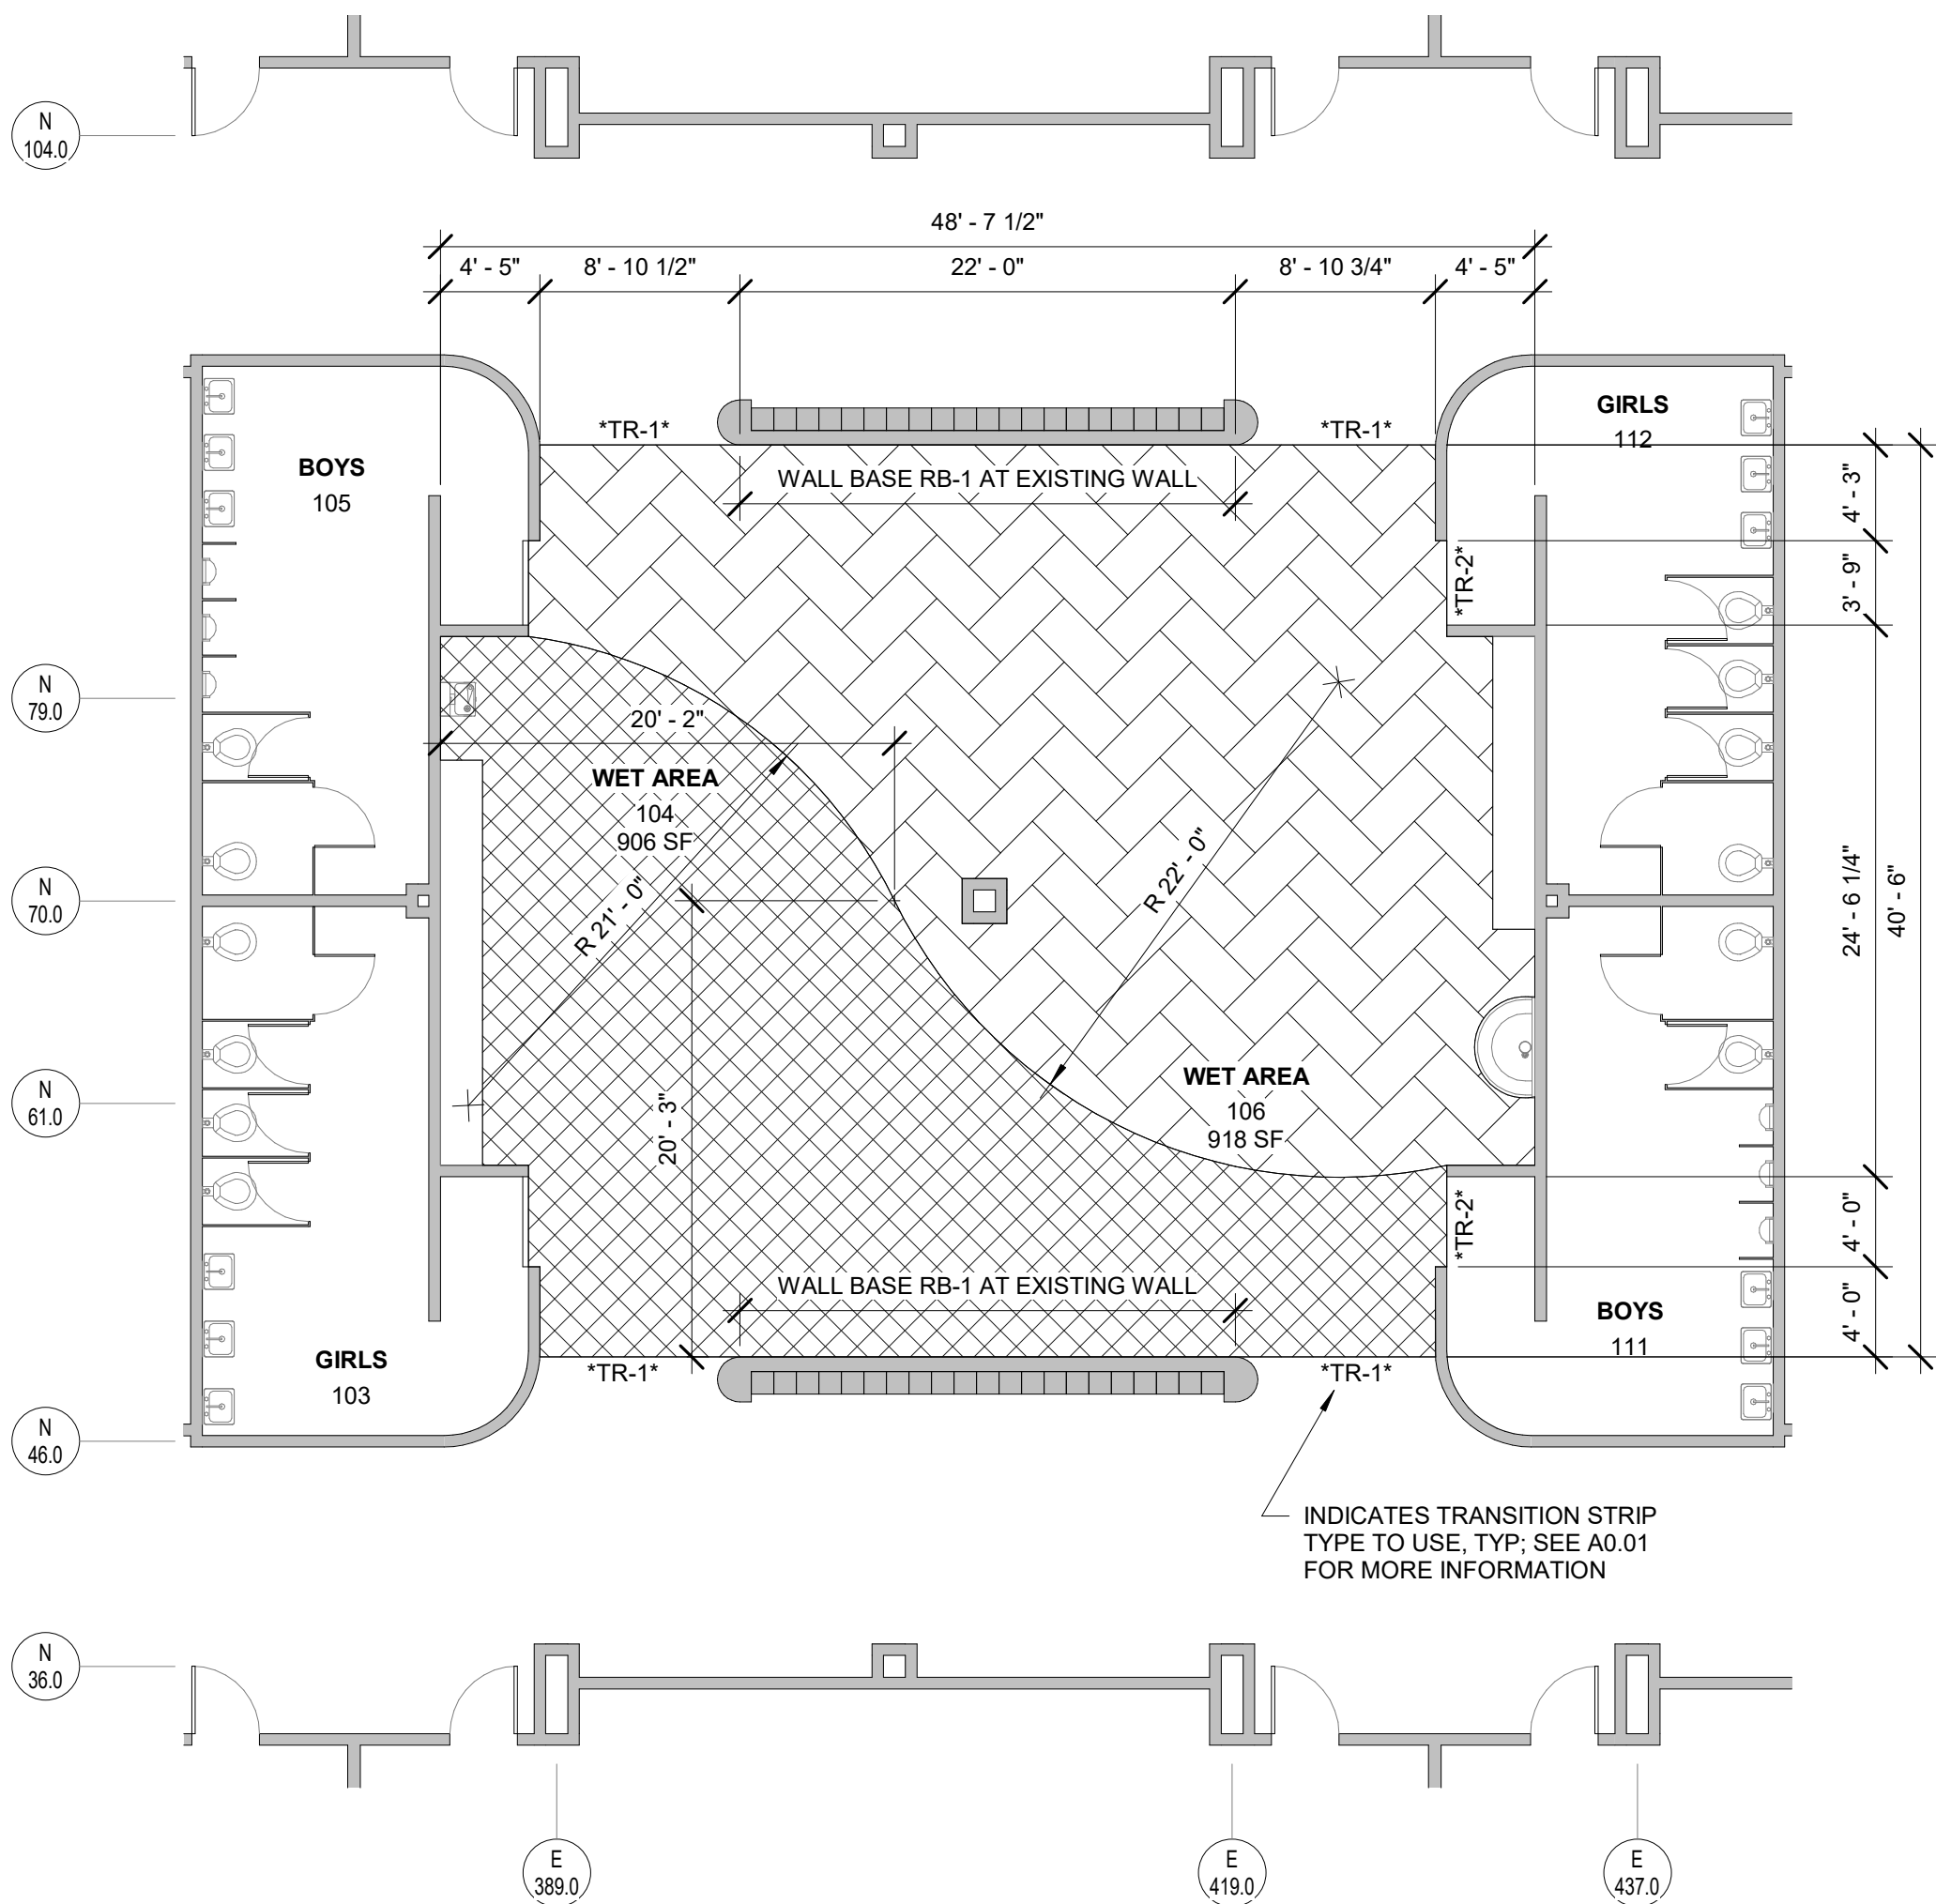 N
104.0
48' - 7 1/2"
4' - 5"
8' - 10 1/2"
22' - 0"
8' - 10 3/4"
4' - 5"
*TR-1*
*TR-1*
GIRLS
112
BOYS
105
WALL BASE RB-1 AT EXISTING WALL
4' - 3"
3' - 9"
*TR-2*
N
79.0
20' - 2"
WET AREA
104
906 SF
R 21' - 0"
R 22' - 0"
N
70.0
24' - 6 1/4"
40' - 6"
N
61.0
20' - 3"
WET AREA
106
918 SF
*TR-2*
4' - 0"
4' - 0"
WALL BASE RB-1 AT EXISTING WALL
BOYS
111
GIRLS
103
*TR-1*
*TR-1*
N
46.0
INDICATES TRANSITION STRIP
TYPE TO USE, TYP; SEE A0.01
FOR MORE INFORMATION
N
36.0
E
389.0
E
419.0
E
437.0